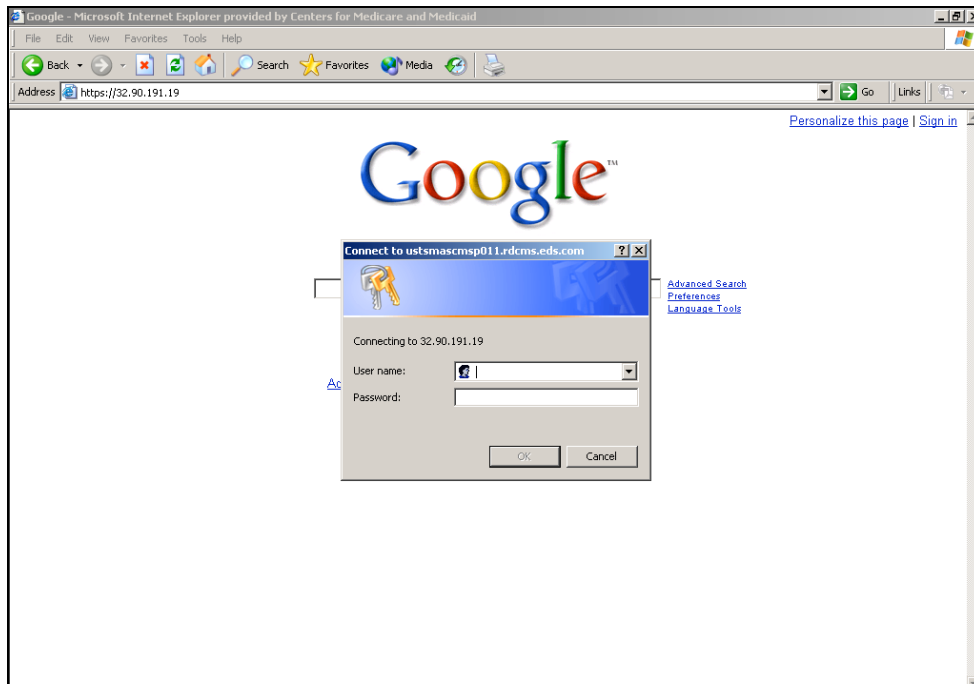 Google - Microsoft Internet Explorer provided by Centers for Medicare and Medicaid
File Edit View Favorites Tools Help
Back Search Favorites Media
Address https://32.90.191.19 Go Links
Personalize this page | Sign in
Google™
Connect to ustsmascmsp011.rdcms.eds.com
Advanced Search
Preferences
Language Tools
Connecting to 32.90.191.19
User name:
Ad
Password:
OK Cancel